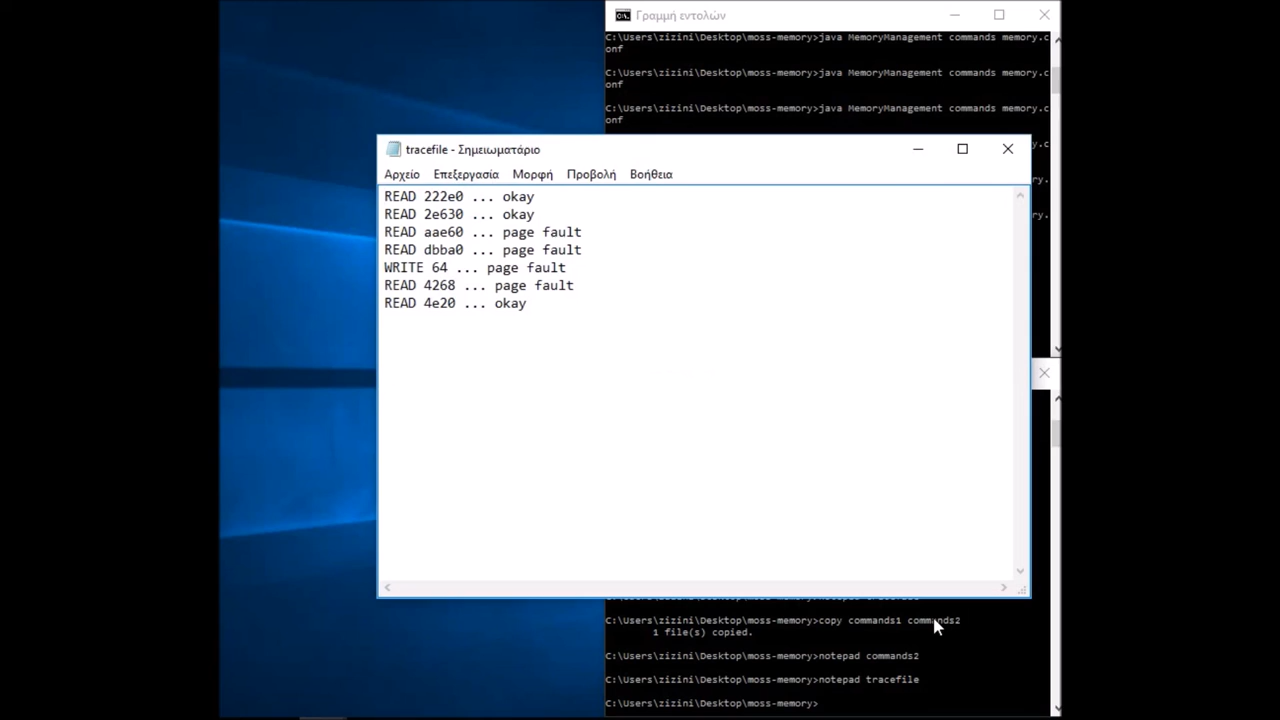 Γραμμή εντολών
C:\Users\zizini\Desktop\moss-memory>java MemoryManagement commands memory.c
onf
C:\Users\zizini\Desktop\moss-memory>java MemoryManagement commands memory.c
onf
C:\Users\zizini\Desktop\moss-memory>java MemoryManagement commands memory.c
onf
tracefile - Σημειωματάριο
Αρχείο Επεξεργασία Μορφή Προβολή Βοήθεια
READ 222e0 ... okay
READ 2e630 ... okay
READ aae60 ... page fault
READ dbba0 ... page fault
WRITE 64 ... page fault
READ 4268 ... page fault
READ 4e20 ... okay
C:\Users\zizini\Desktop\moss-memory>copy commands1 commands2
1 file(s) copied.
C:\Users\zizini\Desktop\moss-memory>notepad commands2
C:\Users\zizini\Desktop\moss-memory>notepad tracefile
C:\Users\zizini\Desktop\moss-memory>